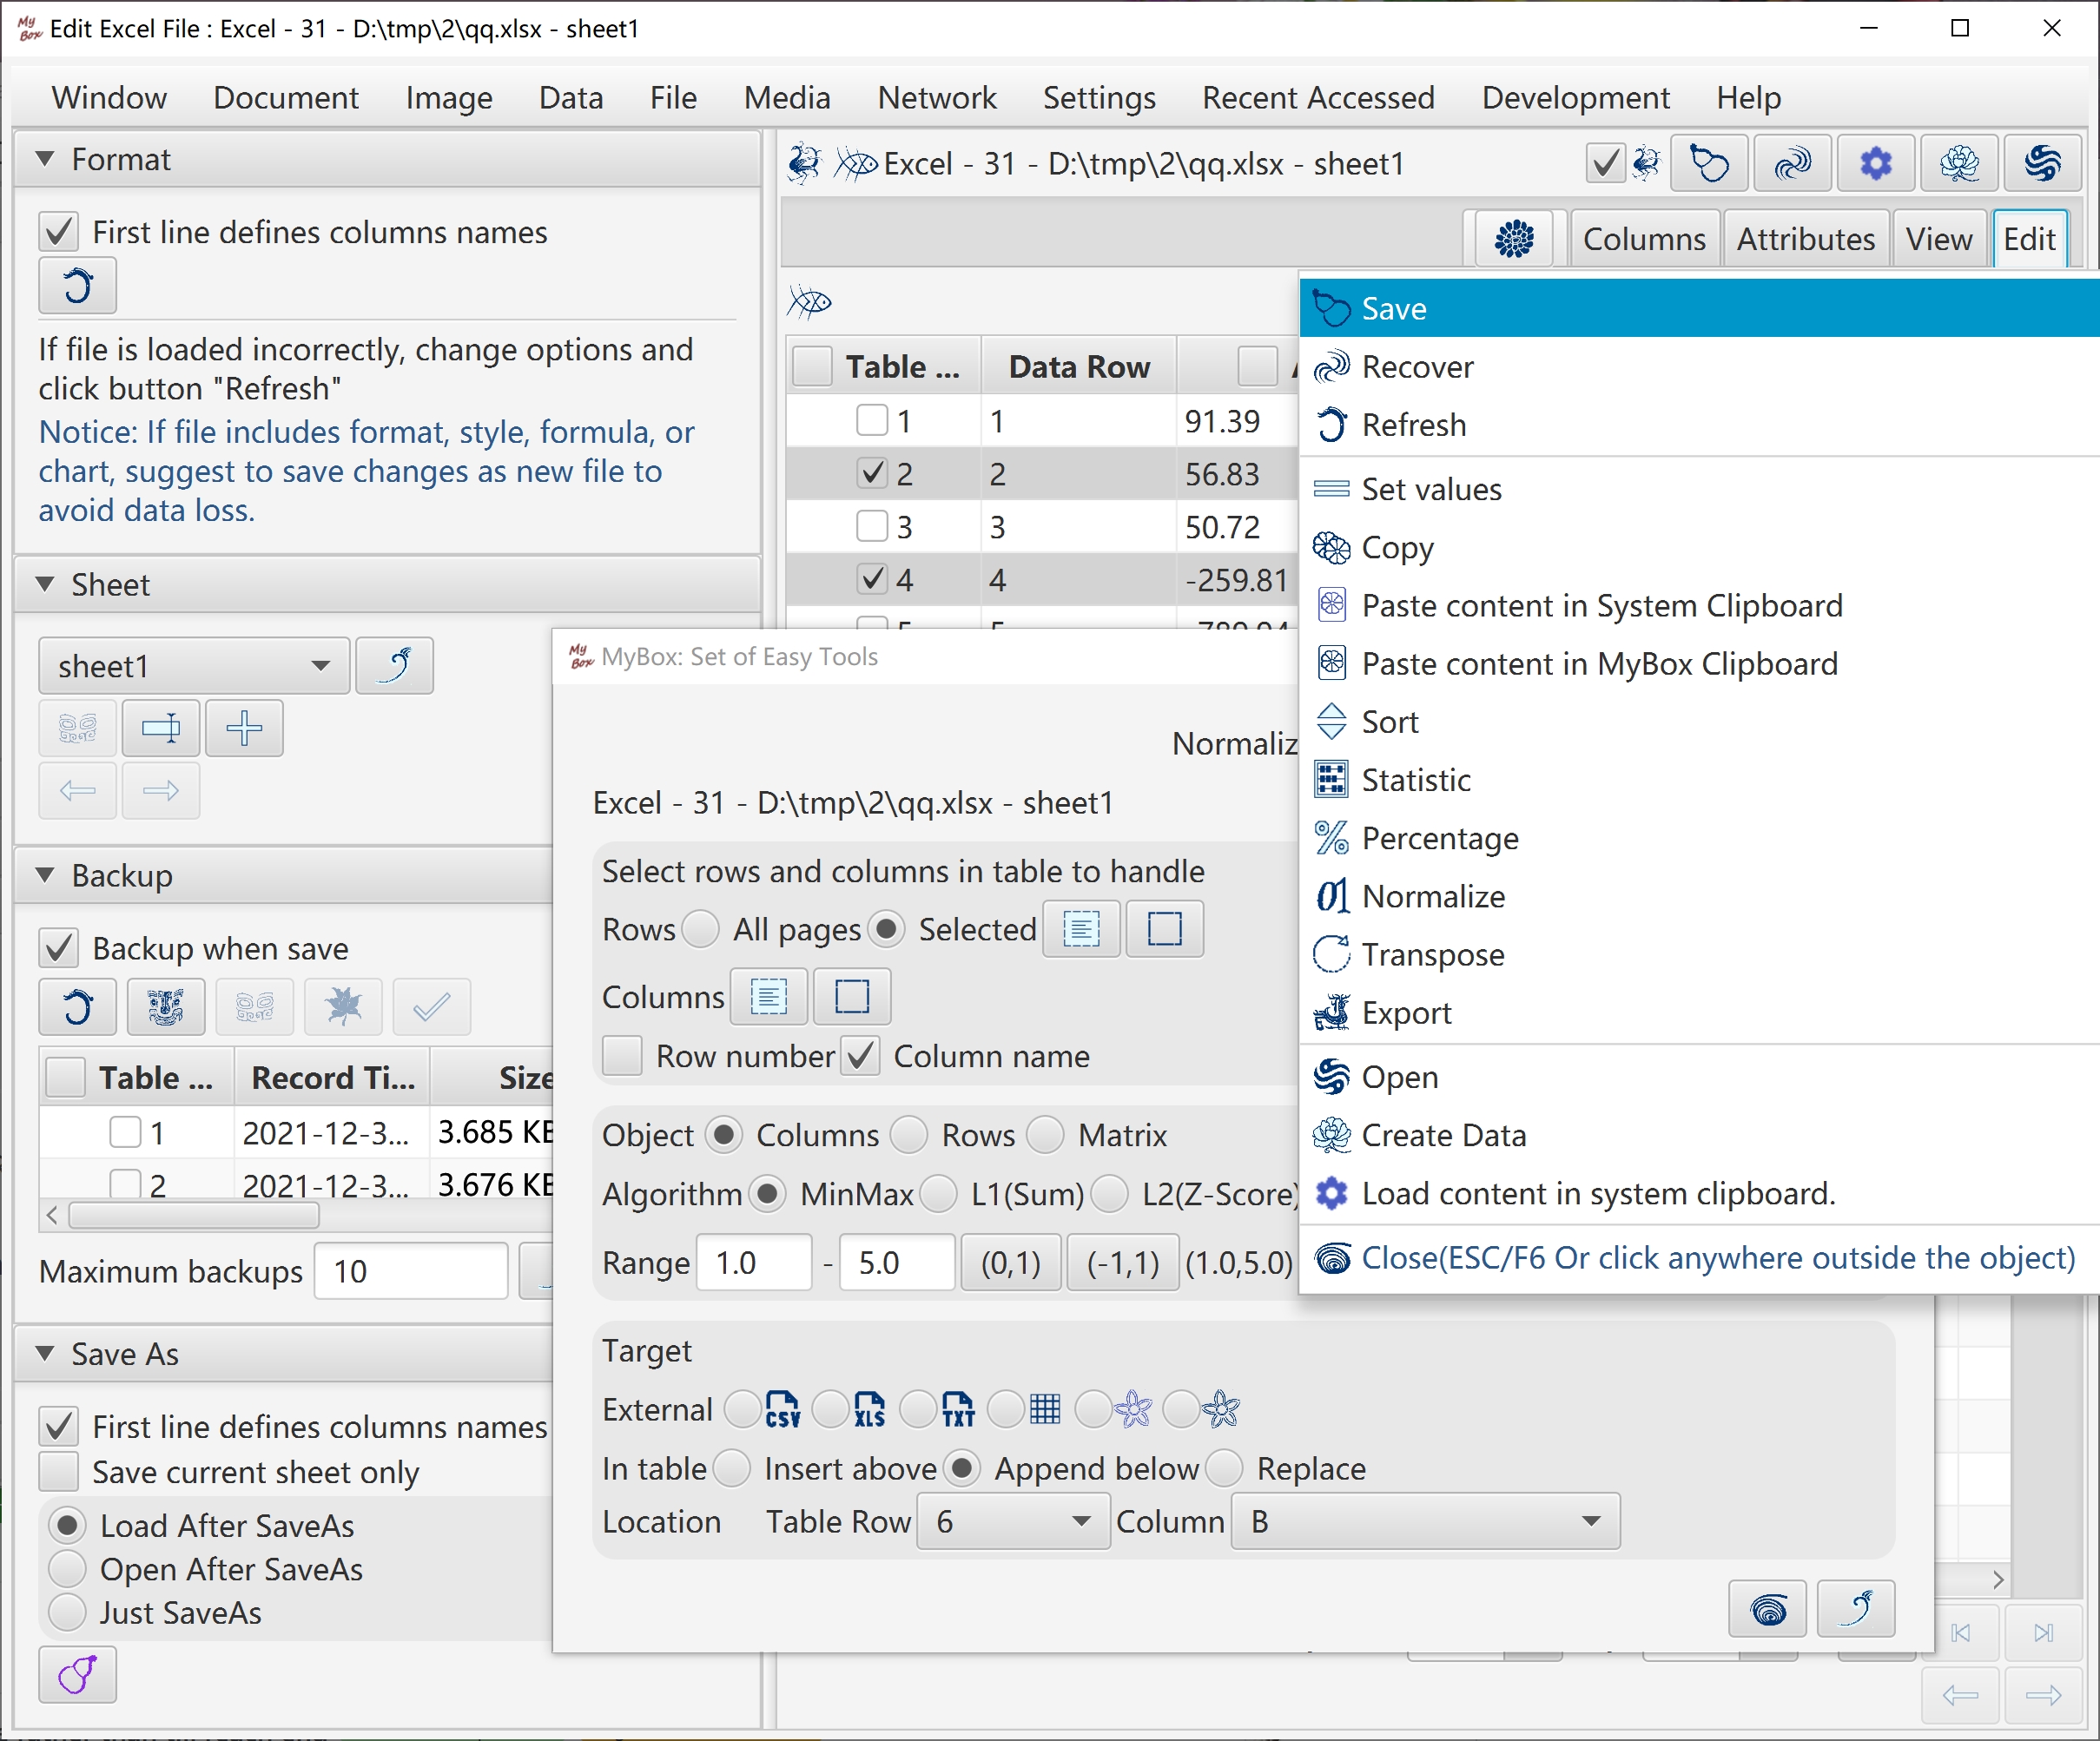 My Box Edit Excel File : Excel - 31 - D:\tmp\2\qq.xlsx - sheet1
Window Document Image Data File Media Network Settings Recent Accessed Development Help
Format
First line defines columns names
If file is loaded incorrectly, change options and
click button "Refresh"
Notice: If file includes format, style, formula, or
chart, suggest to save changes as new file to
avoid data loss.
Sheet
sheet1
Backup
Backup when save
Table ... Record Ti... Size
1 2021-12-3... 3.685 KB
2 2021-12-3... 3.676 KB
Maximum backups 10
Save As
First line defines columns names
Save current sheet only
Load After SaveAs
Open After SaveAs
Just SaveAs
Excel - 31 - D:\tmp\2\qq.xlsx - sheet1
Columns Attributes View Edit
Table ... Data Row
1 1 91.39
2 2 56.83
3 3 50.72
4 4 -259.81
5 5
My Box MyBox: Set of Easy Tools
Normaliz
Excel - 31 - D:\tmp\2\qq.xlsx - sheet1
Select rows and columns in table to handle
Rows All pages Selected
Columns
Row number Column name
Object Columns Rows Matrix
Algorithm MinMax L1(Sum) L2(Z-Score)
Range 1.0 - 5.0 (0,1) (-1,1) (1.0,5.0)
Target
External CSV XLS TXT
In table Insert above Append below Replace
Location Table Row 6 Column B
Save
Recover
Refresh
Set values
Copy
Paste content in System Clipboard
Paste content in MyBox Clipboard
Sort
Statistic
Percentage
Normalize
Transpose
Export
Open
Create Data
Load content in system clipboard.
Close(ESC/F6 Or click anywhere outside the object)